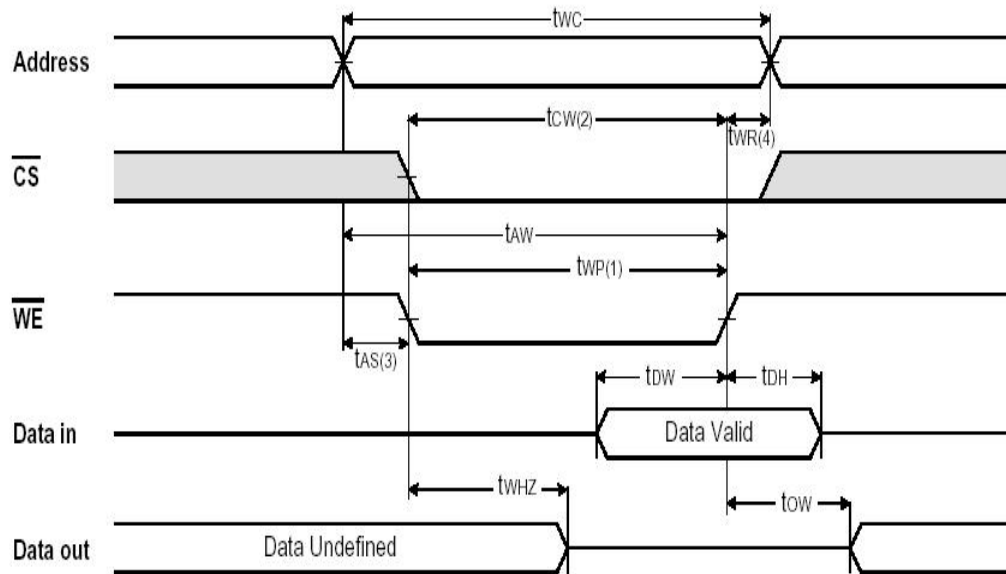 tWC
Address
tCW(2)
tWR(4)
CS
tAW
tWP(1)
WE
tAS(3)
tDW
tDH
Data in
Data Valid
tWHZ
tOW
Data out
Data Undefined